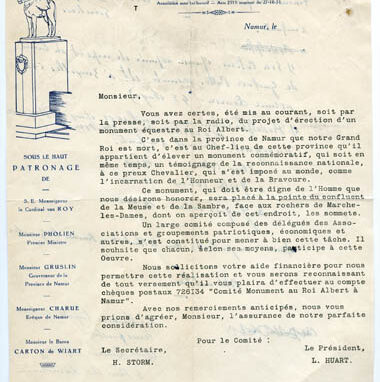 Association sans but lucratif - Acte 2595 moniteur du 27-10-51
T
Namur, le
Monsieur,
Vous avez certes, été mis au courant, soit par
la presse, soit par la radio, du projet d'érection d'un
monument équestre au Roi Albert.
C'est dans la province de Namur que notre Grand
Roi est mort, c'est au Chef-lieu de cette province qu'il
appartient d'élever un monument commémoratif, qui soit en
même temps, un témoignage de la reconnaissance nationale,
à ce preux Chevalier, qui s'est imposé au monde, comme
l'incarnation de l'Honneur et de la Bravoure.
Ce monument, qui doit être digne de l'Homme que
nous désirons honorer, sera placé à la pointe du confluent
de la Meuse et de la Sambre, face aux rochers de Marche-
les-Dames, dont on aperçoit de cet endroit, les sommets.
Un large comité composé des délégués des Asso-
ciations et groupements patriotiques, économiques et
autres, s'est constitué pour mener à bien cette tâche. Il
souhaite que chacun, selon ses moyens, participe à cette
Oeuvre.
Nous sollicitons votre aide financière pour nous
permettre cette réalisation et vous serons reconnaissant
de tout versement qu'il vous plaira d'effectuer au compte
chèques postaux 726134 "Comité Monument au Roi Albert à
Namur".
Avec nos remerciements anticipés, nous vous
prions d'agréer, Monsieur, l'assurance de notre parfaite
considération.
Pour le Comité :
Le Secrétaire,
Le Président,
H. STORM.
L. HUART.
SOUS LE HAUT
PATRONAGE
DE
S. E. Monseigneur
le Cardinal van ROY
Monsieur PHOLIEN
Premier Ministre
Monsieur GRUSLIN
Gouverneur de la
Province de Namur
Monseigneur CHARUE
Evêque de Namur
Monsieur le Baron
CARTON de WIART